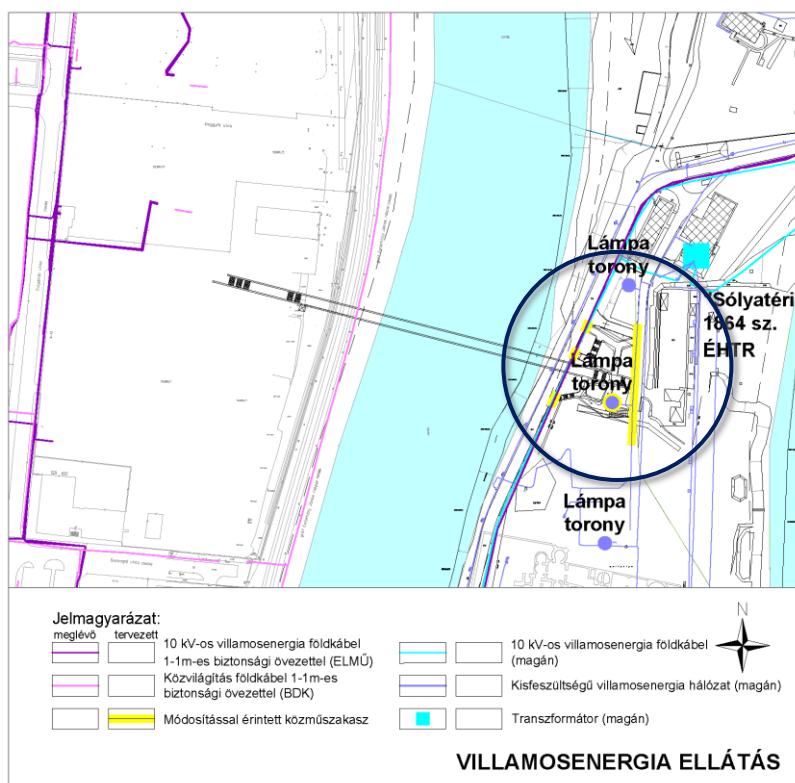 Lámpa
torony
Sólyatéri
1864 sz.
ÉHTR
Lámpa
torony
Lámpa
torony
Jelmagyarázat:
meglévő tervezett
10 kV-os villamosenergia földkábel
1-1m-es biztonsági övezettel (ELMŰ)
Közvilágítás földkábel 1-1m-es
biztonsági övezettel (BDK)
Módosítással érintett közműszakasz
10 kV-os villamosenergia földkábel
(magán)
Kisfeszültségű villamosenergia hálózat (magán)
Transzformátor (magán)
N
VILLAMOSENERGIA ELLÁTÁS